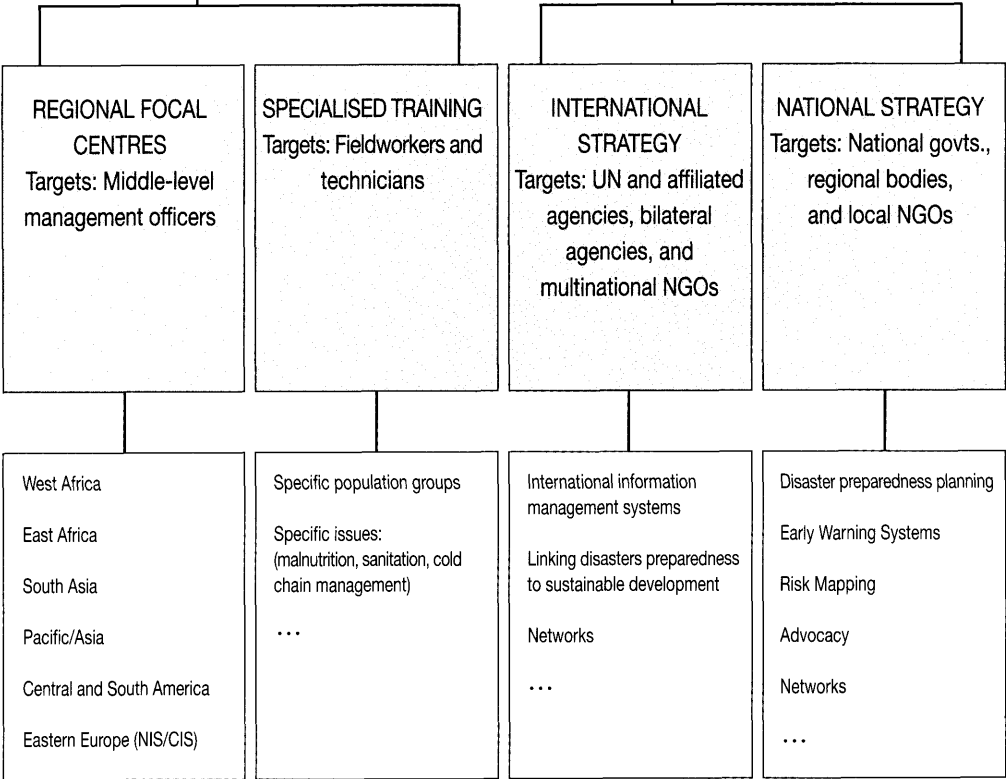 REGIONAL FOCAL
CENTRES
Targets: Middle-level
management officers
SPECIALISED TRAINING
Targets: Fieldworkers and
technicians
INTERNATIONAL
STRATEGY
Targets: UN and affiliated
agencies, bilateral
agencies, and
multinational NGOs
NATIONAL STRATEGY
Targets: National govts.,
regional bodies,
and local NGOs
West Africa
East Africa
South Asia
Pacific/Asia
Central and South America
Eastern Europe (NIS/CIS)
Specific population groups
Specific issues:
(malnutrition, sanitation, cold
chain management)
...
International information
management systems
Linking disasters preparedness
to sustainable development
Networks
...
Disaster preparedness planning
Early Warning Systems
Risk Mapping
Advocacy
Networks
...